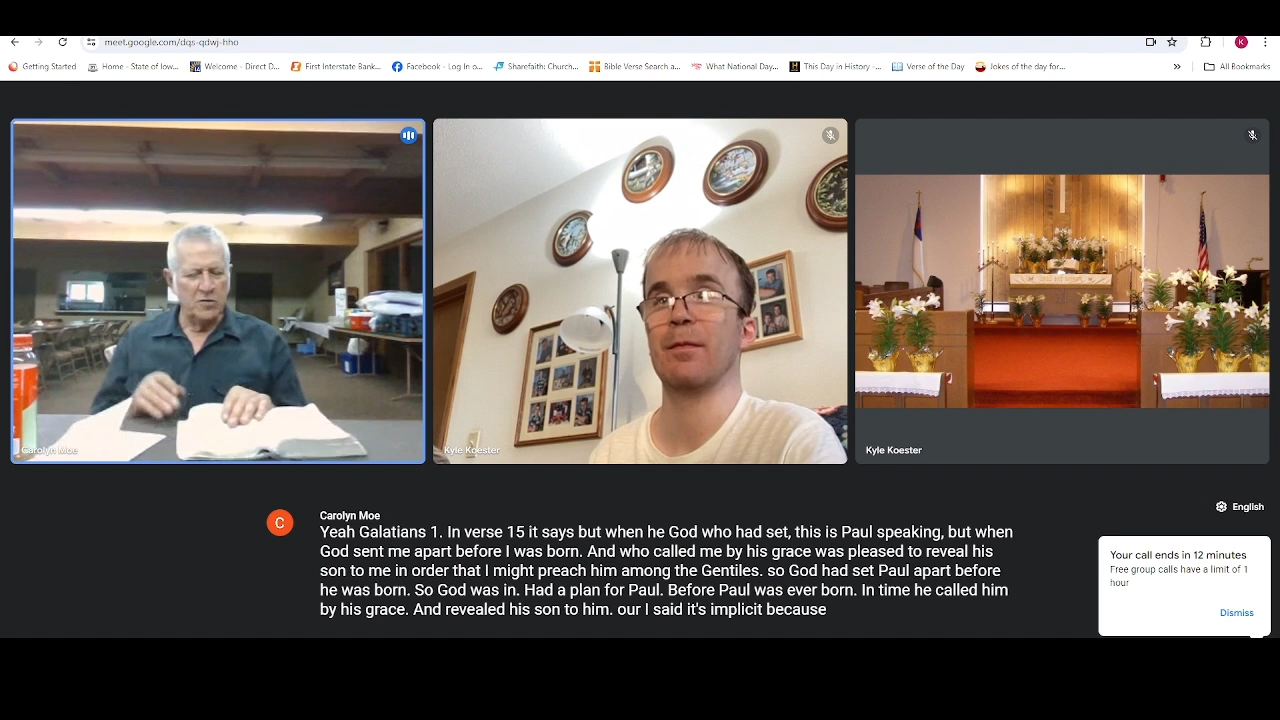 meet.google.com/dqs-qdwj-hho
Getting Started
Home - State of Iow...
Welcome - Direct D...
First Interstate Bank...
Facebook - Log In o...
Sharefaith: Church...
Bible Verse Search a...
What National Day...
This Day in History -...
Verse of the Day
Jokes of the day for...
»
All Bookmarks
K
Carolyn Moe
Kyle Koester
Kyle Koester
English
C
Carolyn Moe
Yeah Galatians 1. In verse 15 it says but when he God who had set, this is Paul speaking, but when
God sent me apart before I was born. And who called me by his grace was pleased to reveal his
son to me in order that I might preach him among the Gentiles. so God had set Paul apart before
he was born. So God was in. Had a plan for Paul. Before Paul was ever born. In time he called him
by his grace. And revealed his son to him. our I said it's implicit because
Your call ends in 12 minutes
Free group calls have a limit of 1
hour
Dismiss